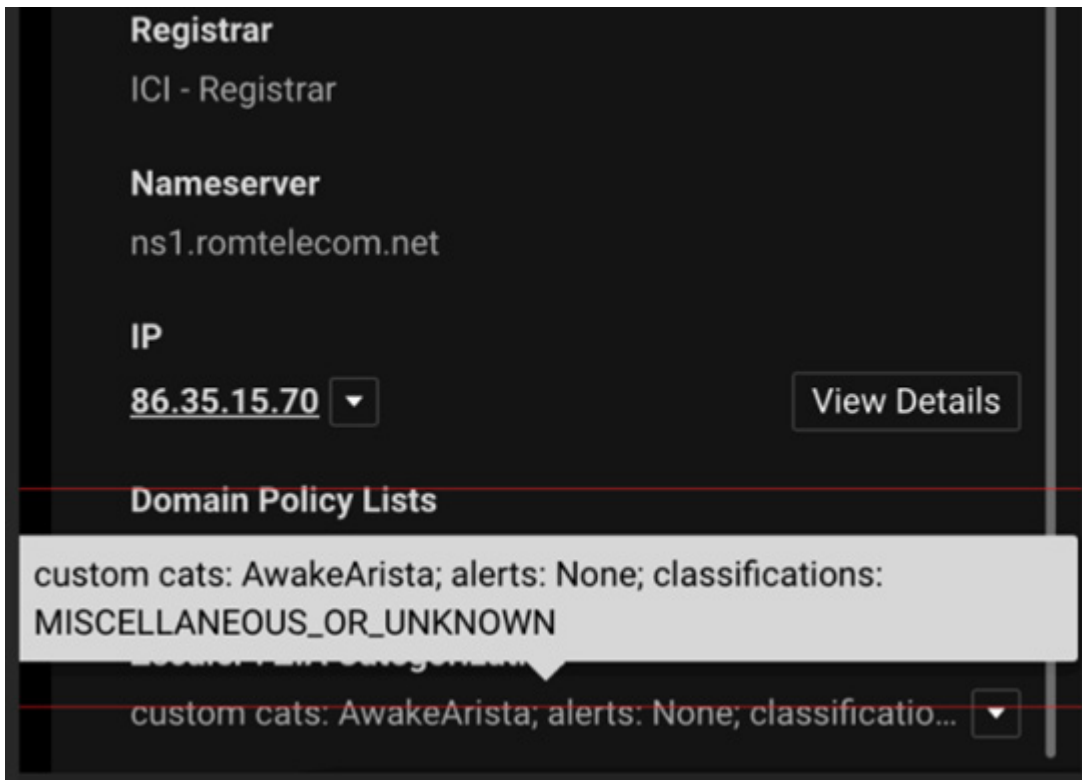 Registrar
ICI - Registrar
Nameserver
ns1.romtelecom.net
IP
86.35.15.70
View Details
Domain Policy Lists
custom cats: AwakeArista; alerts: None; classifications:
MISCELLANEOUS_OR_UNKNOWN
custom cats: AwakeArista; alerts: None; classificatio...